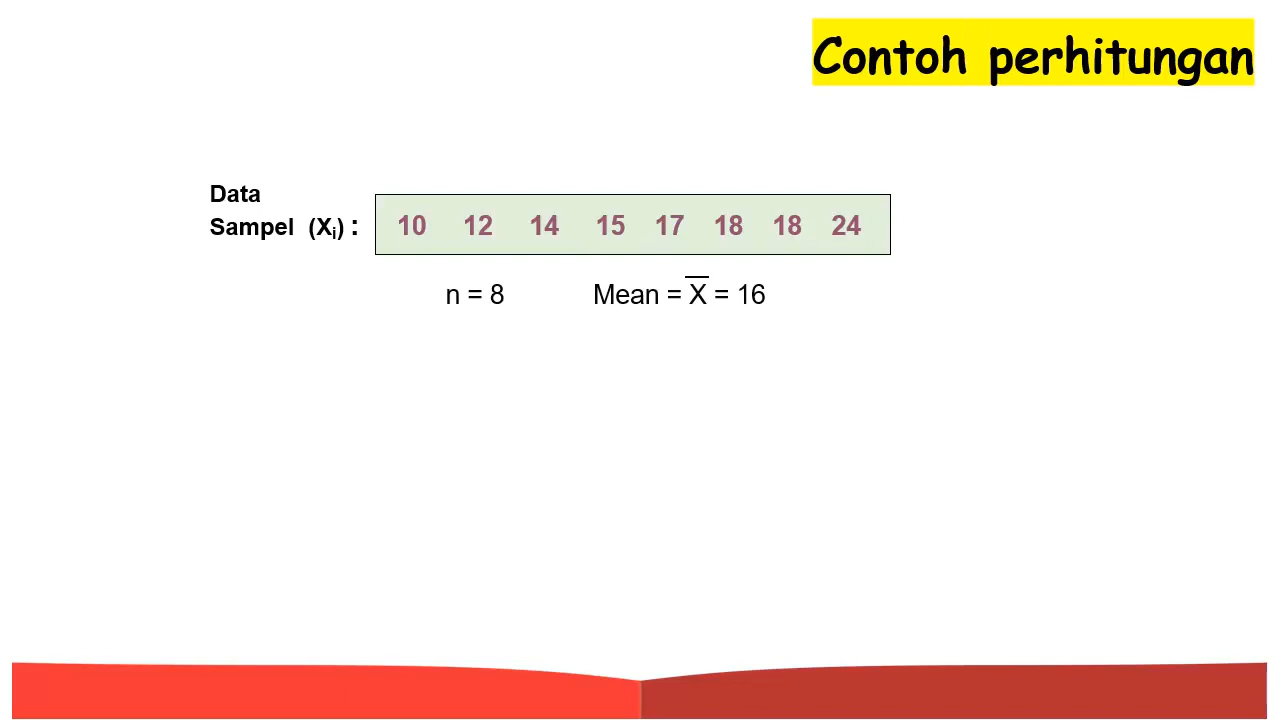 Contoh perhitungan
Data
Sampel (Xᵢ) :
10 12 14 15 17 18 18 24
n = 8 Mean = X̅ = 16